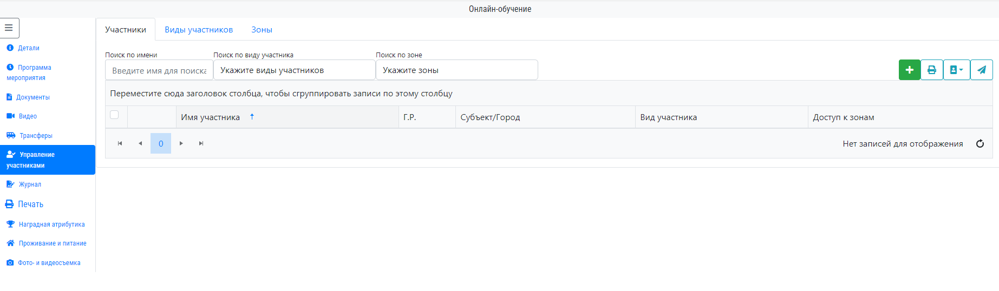 Онлайн-обучение
Детали
Программа
мероприятия
Документы
Видео
Трансферы
Управление
участниками
Журнал
Печать
Наградная атрибутика
Проживание и питание
Фото- и видеосъемка
Участники Виды участников Зоны
Поиск по имени Поиск по виду участника Поиск по зоне
Введите имя для поиска Укажите виды участников Укажите зоны
Переместите сюда заголовок столбца, чтобы сгруппировать записи по этому столбцу
Имя участника Г.Р. Субъект/Город Вид участника Доступ к зонам
0 Нет записей для отображения